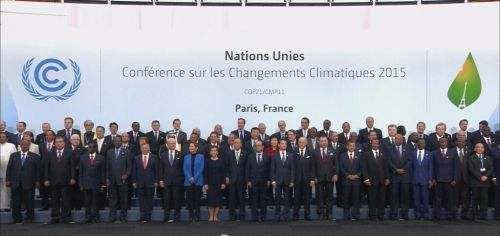 Nations Unies
Conférence sur les Changements Climatiques 2015
COP21/CMP11
Paris, France